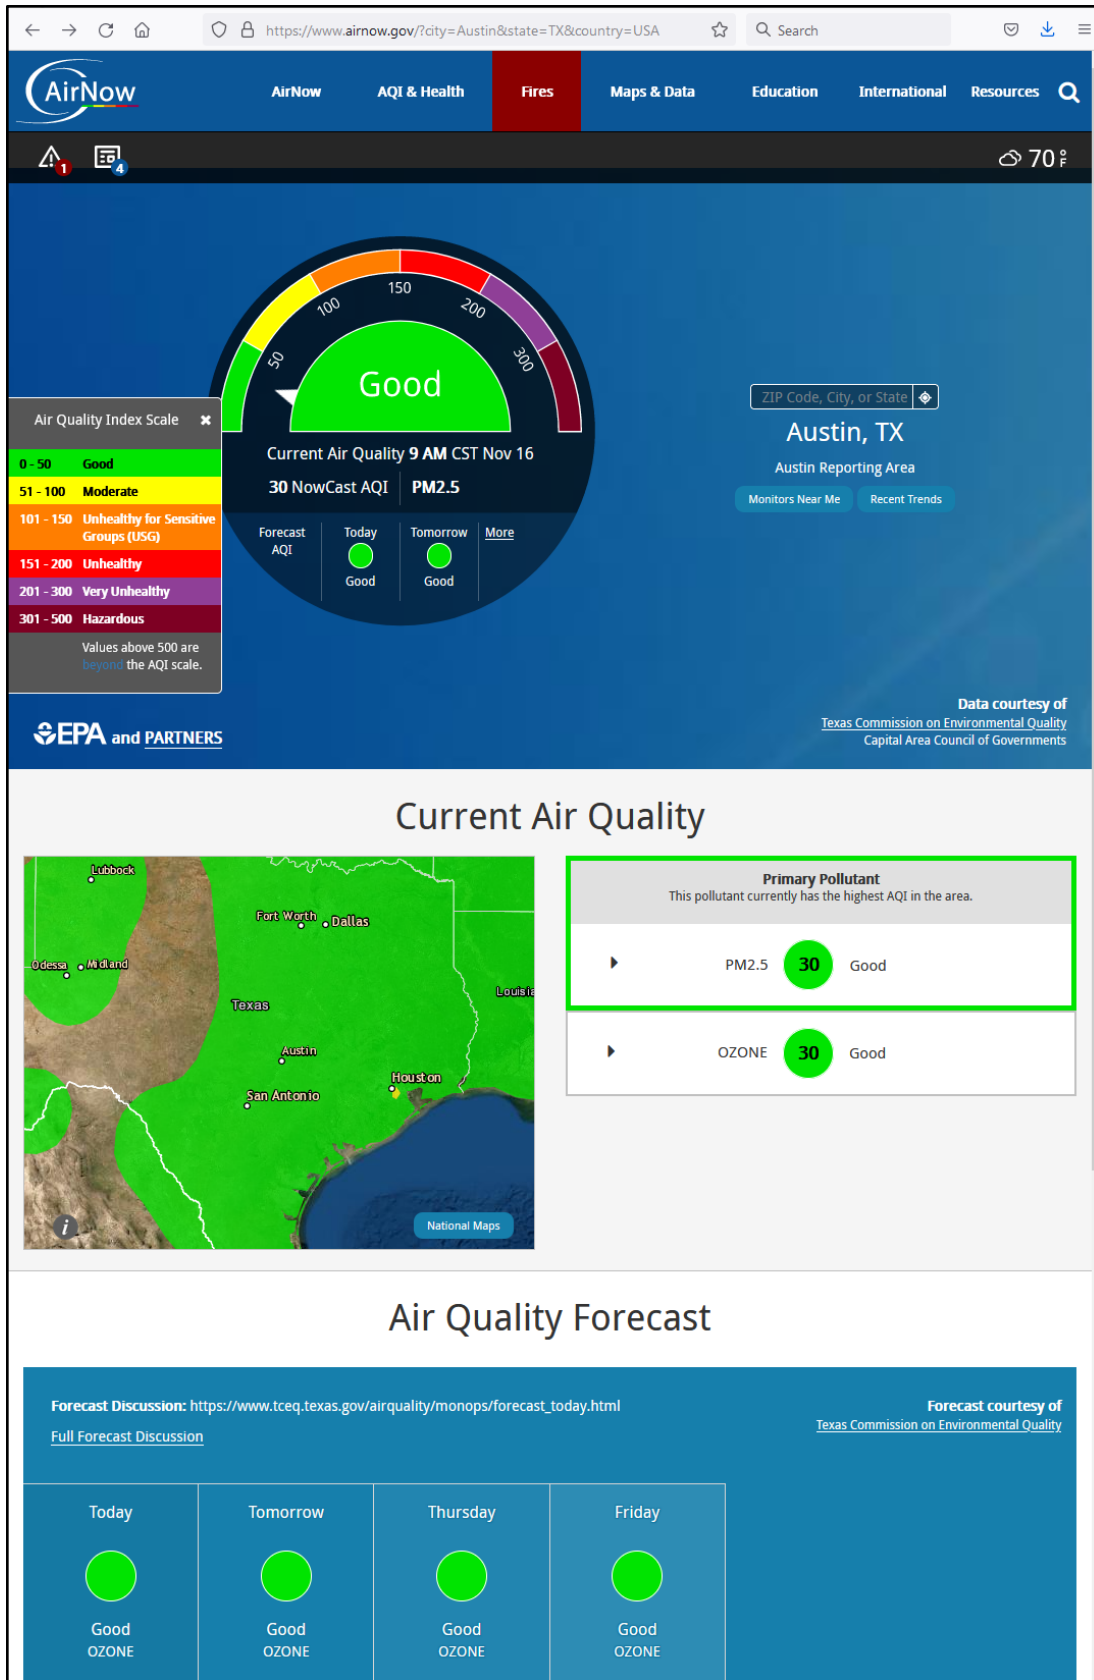 https://www.airnow.gov/?city=Austin&state=TX&country=USA
Search
AirNow
AirNow
AQI & Health
Fires
Maps & Data
Education
International
Resources
1
4
70 °F
50
100
150
200
300
Good
Current Air Quality 9 AM CST Nov 16
30 NowCast AQI
PM2.5
Forecast
AQI
Today
Good
Tomorrow
Good
More
Air Quality Index Scale
0 - 50 Good
51 - 100 Moderate
101 - 150 Unhealthy for Sensitive
Groups (USG)
151 - 200 Unhealthy
201 - 300 Very Unhealthy
301 - 500 Hazardous
Values above 500 are
beyond the AQI scale.
ZIP Code, City, or State
Austin, TX
Austin Reporting Area
Monitors Near Me
Recent Trends
EPA and PARTNERS
Data courtesy of
Texas Commission on Environmental Quality
Capital Area Council of Governments
Current Air Quality
Lubbock
Fort Worth
Dallas
Odessa
Midland
Texas
Louisia
Austin
Houston
San Antonio
i
National Maps
Primary Pollutant
This pollutant currently has the highest AQI in the area.
PM2.5 30 Good
OZONE 30 Good
Air Quality Forecast
Forecast Discussion: https://www.tceq.texas.gov/airquality/monops/forecast_today.html
Full Forecast Discussion
Forecast courtesy of
Texas Commission on Environmental Quality
Today
Good
OZONE
Tomorrow
Good
OZONE
Thursday
Good
OZONE
Friday
Good
OZONE